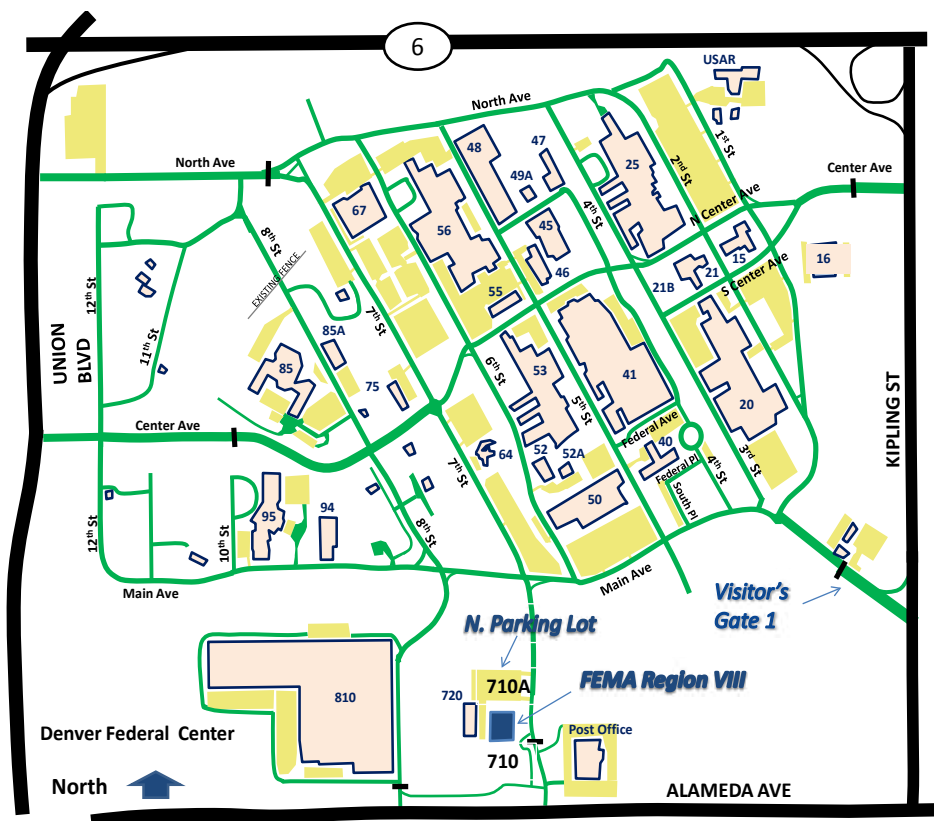 6
USAR
North Ave
1st St
48
47
25
2nd St
North Ave
Center Ave
49A
67
4th St
N Center Ave
56
45
8th St
15
16
46
21
S Center Ave
EXISTING FENCE
12th St
21B
55
7th St
85A
11th St
UNION
BLVD
6th St
53
85
41
75
5th St
20
Center Ave
Federal Ave
KIPLING ST
40
64
52
52A
7th St
Federal Pl
4th St
3rd St
50
South Pl
95
94
8th St
12th St
10th St
Main Ave
Main Ave
Visitor's
Gate 1
N. Parking Lot
FEMA Region VIII
710A
720
810
Post Office
Denver Federal Center
710
North
ALAMEDA AVE